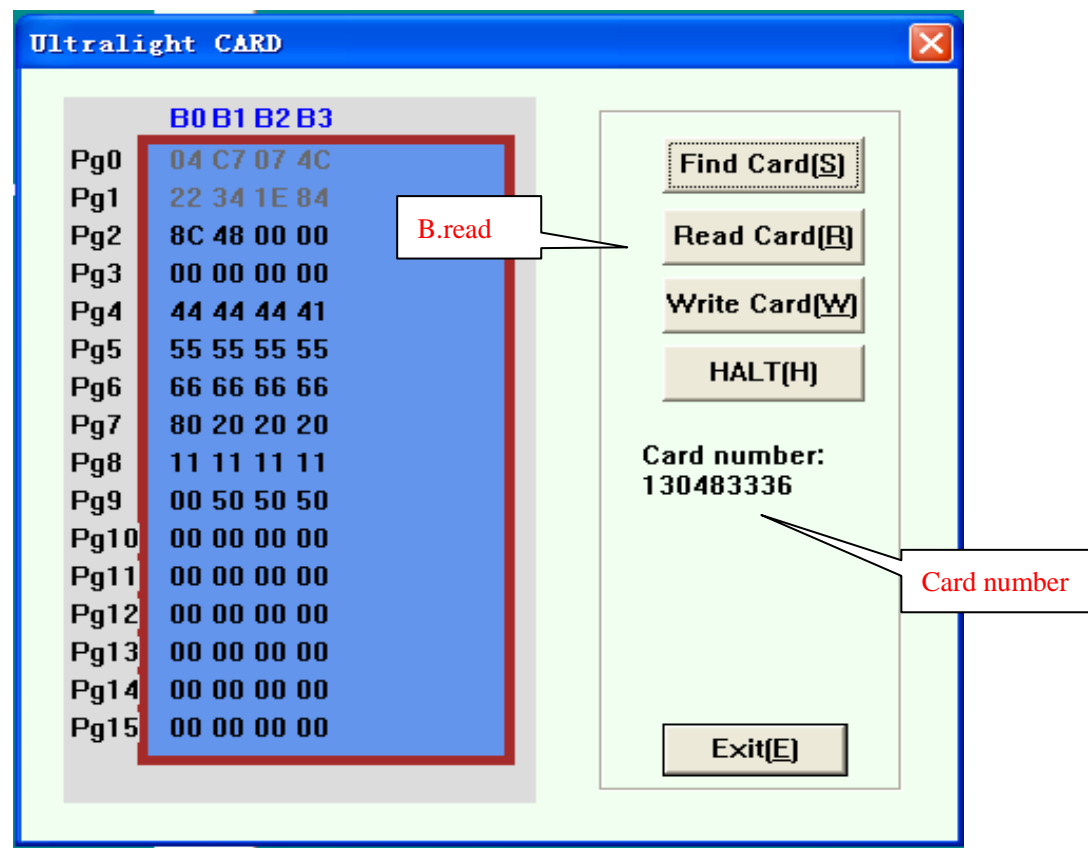 Ultralight CARD
B0 B1 B2 B3
Pg0 04 C7 07 4C
Pg1 22 34 1E 84
Pg2 8C 48 00 00
Pg3 00 00 00 00
Pg4 44 44 44 41
Pg5 55 55 55 55
Pg6 66 66 66 66
Pg7 80 20 20 20
Pg8 11 11 11 11
Pg9 00 50 50 50
Pg10 00 00 00 00
Pg11 00 00 00 00
Pg12 00 00 00 00
Pg13 00 00 00 00
Pg14 00 00 00 00
Pg15 00 00 00 00
B.read
Find Card(S)
Read Card(R)
Write Card(W)
HALT(H)
Card number:
130483336
Card number
Exit(E)